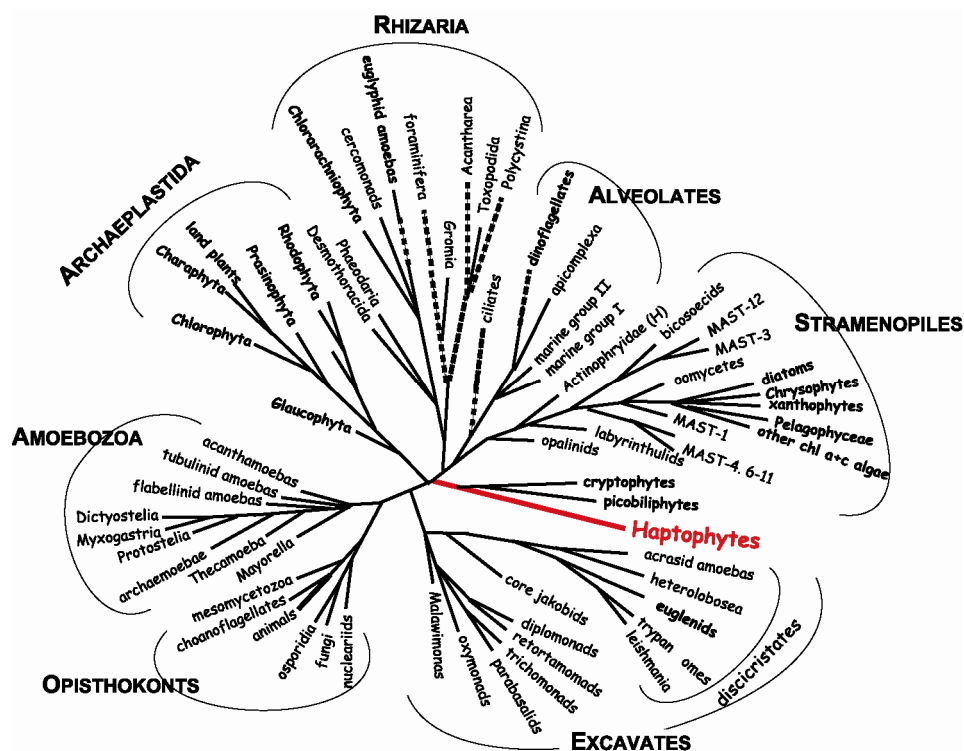 RHIZARIA
Chlorarachniophyta
cercomonads
euglyphid amoebas
foraminifera
Gromia
Acantharea
Toxopodida
Polycystina
ALVEOLATES
ciliates
dinoflagellates
apicomplexa
marine group II
marine group I
ARCHAEPLASTIDA
land plants
Charaphyta
Chlorophyta
Prasinophyta
Rhodophyta
Desmothoracida
Phaeodaria
Glaucophyta
STRAMENOPILES
Actinophryidae (H)
bicosoecids
MAST-12
MAST-3
oomycetes
diatoms
Chrysophytes
xanthophytes
Pelagophyceae
other chl a+c algae
MAST-1
MAST-4, 6-11
labyrinthulids
opalinids
cryptophytes
picobiliphytes
Haptophytes
AMOEBOZOA
acanthamoebas
tubulinid amoebas
flabellinid amoebas
Dictyostelia
Myxogastria
Protostelia
archaemoebae
Thecamoeba
Mayorella
OPISTHOKONTS
mesomycetozoa
choanoflagellates
animals
osporidia
fungi
nucleariids
EXCAVATES
Malawimonas
oxymonads
parabasalids
trichomonads
retortamomads
diplomonads
core jakobids
leishmania
trypan omes
euglenids
heterolobosea
acrasid amoebas
discicristates